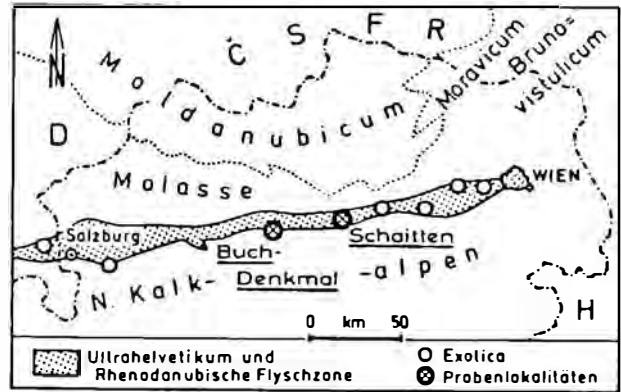 Č S F R
N
Moravicum
Bruno=
vistulicum
Moldanubicum
D
Molasse
WIEN
Salzburg
Schaitten
Buch-
Denkmal
N. Kalk- -alpen
H
0 km 50
Ultrahelvetikum und
Rhenodanubische Flyschzone
Exotica
Probenlokalitäten